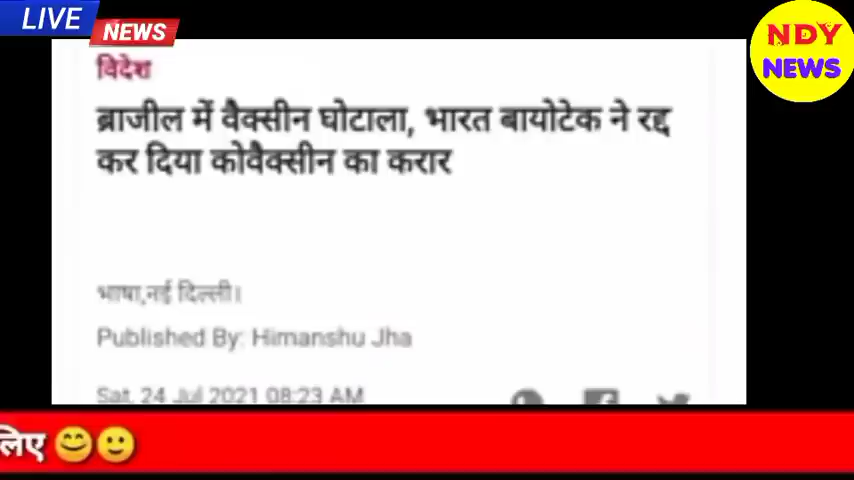 LIVE
NEWS
NDY
NEWS
विदेश
ब्राजील में वैक्सीन घोटाला, भारत बायोटेक ने रद्द
कर दिया कोवैक्सीन का करार
भाषा,नई दिल्ली।
Published By: Himanshu Jha
Sat, 24 Jul 2021 08:23 AM
लिए 😊🙂